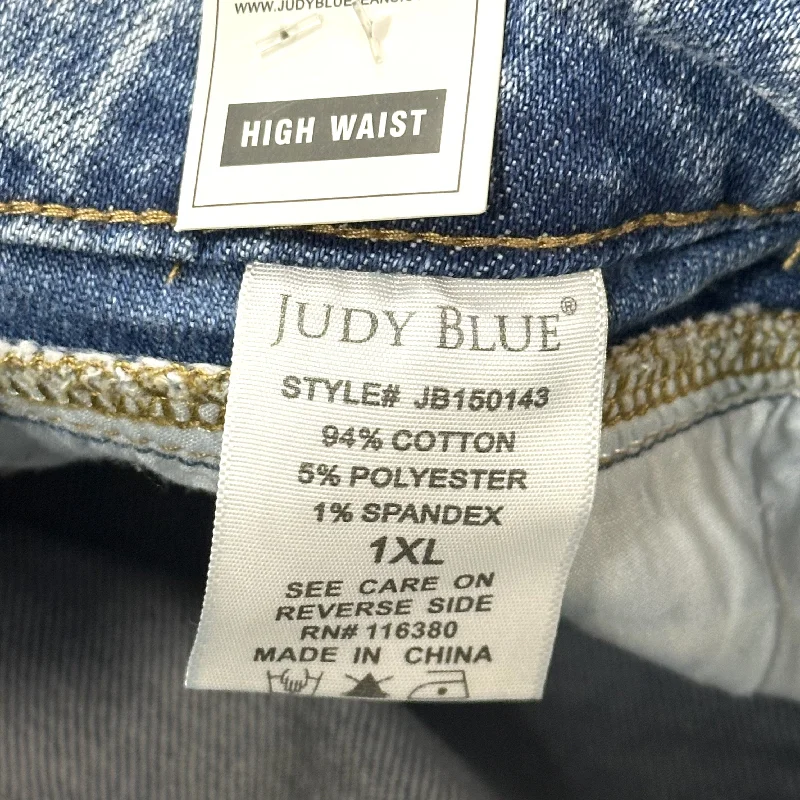 HIGH WAIST
JUDY BLUE®
STYLE# JB150143
94% COTTON
5% POLYESTER
1% SPANDEX
1XL
SEE CARE ON
REVERSE SIDE
RN# 116380
MADE IN CHINA